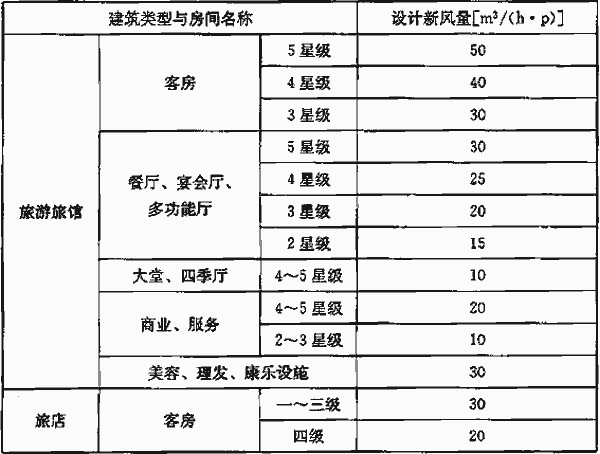 建筑类型与房间名称 设计新风量[m³/(h·p)]
5星级 50
客房 4星级 40
3星级 30
5星级 30
餐厅、宴会厅、 4星级 25
多功能厅 3星级 20
旅游旅馆
2星级 15
大堂、四季厅 4～5星级 10
4～5星级 20
商业、服务
2～3星级 10
美容、理发、康乐设施 30
一～三级 30
旅店 客房
四级 20